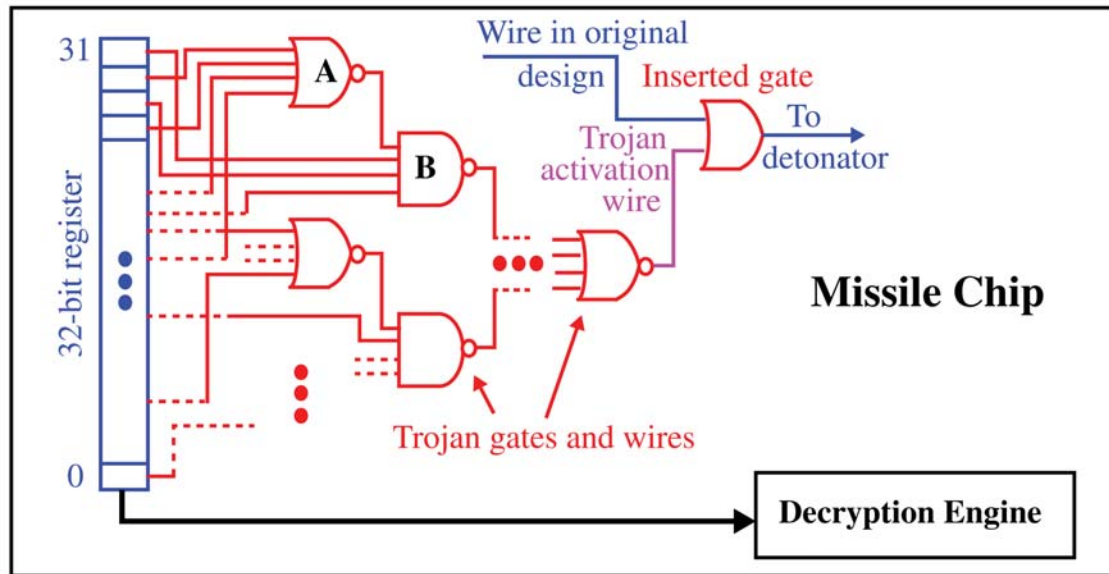 31
32-bit register
0
A
B
Wire in original
design
Inserted gate
To
detonator
Trojan
activation
wire
Missile Chip
Trojan gates and wires
Decryption Engine